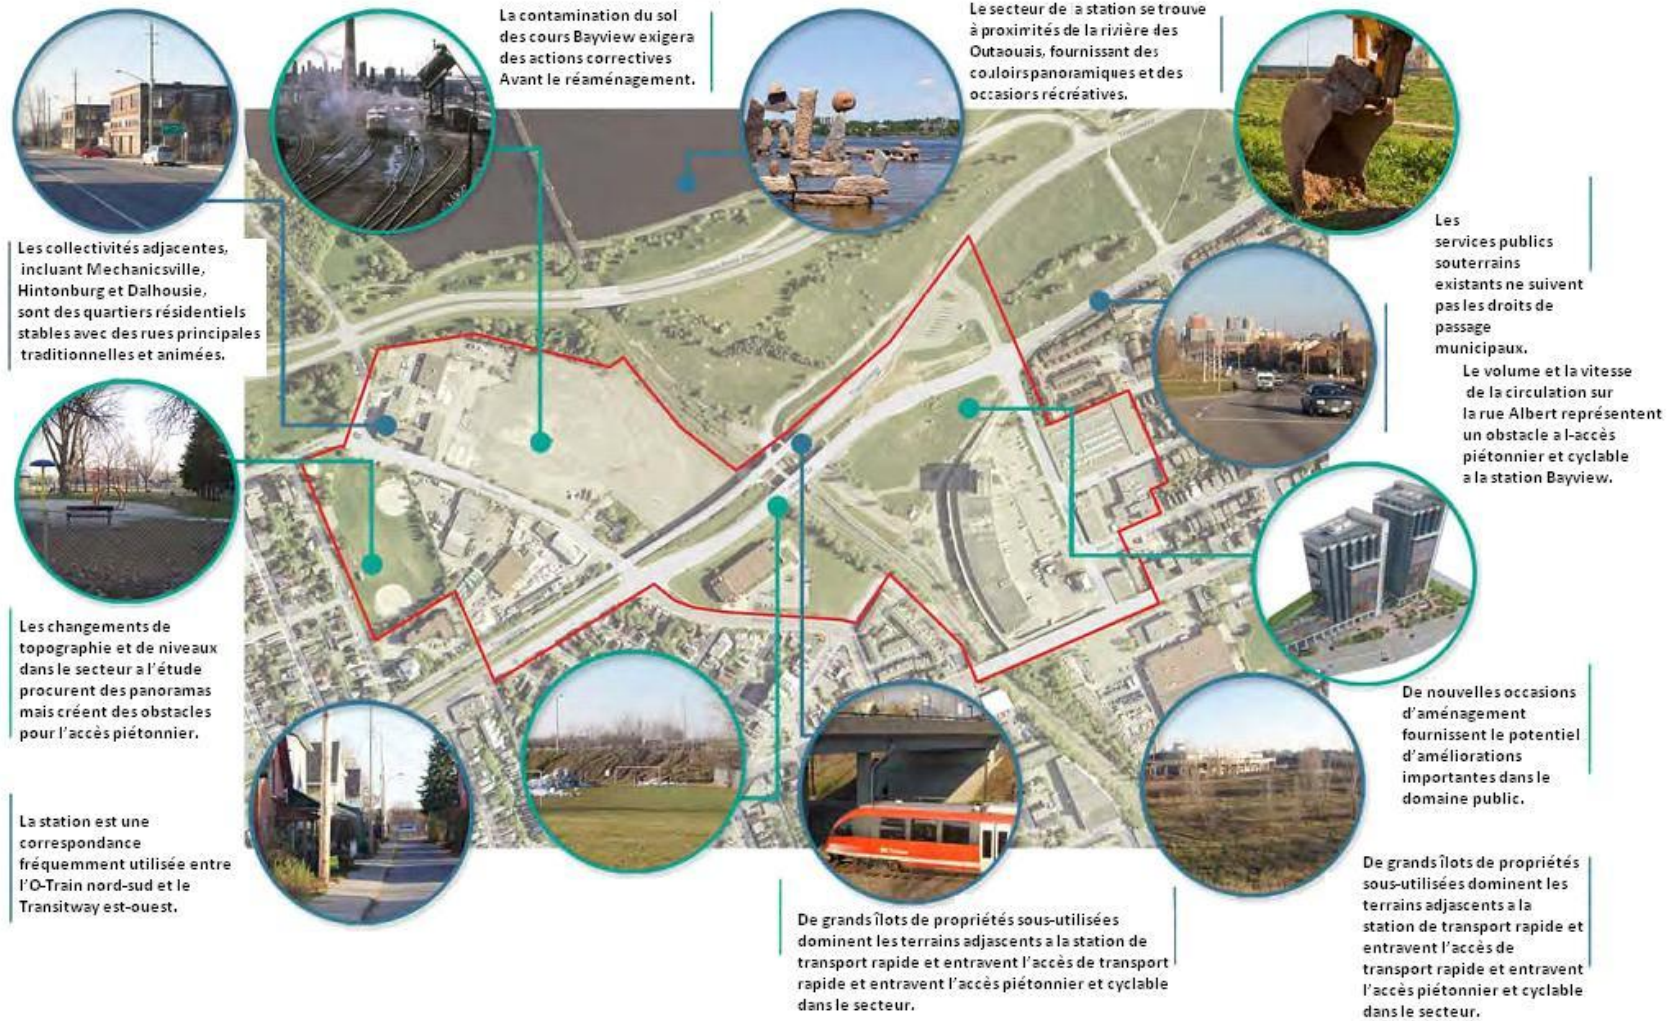 La contamination du sol
des cours Bayview exigera
des actions correctives
Avant le réaménagement.
Le secteur de la station se trouve
à proximités de la rivière des
Outaouais, fournissant des
couloirs panoramiques et des
occasiors récréatives.
Les
services publics
souterrains
existants ne suivent
pas les droits de
passage
municipaux.
Les collectivités adjacentes,
incluant Mechanicsville,
Hintonburg et Dalhousie,
sont des quartiers résidentiels
stables avec des rues principales
traditionnelles et animées.
Le volume et la vitesse
de la circulation sur
la rue Albert représentent
un obstacle a l-accès
piétonnier et cyclable
a la station Bayview.
Les changements de
topographie et de niveaux
dans le secteur a l'étude
procurent des panoramas
mais créent des obstacles
pour l'accès piétonnier.
De nouvelles occasions
d'aménagement
fournissent le potentiel
d'améliorations
importantes dans le
domaine public.
La station est une
correspondance
fréquemment utilisée entre
l'O-Train nord-sud et le
Transitway est-ouest.
De grands îlots de propriétés sous-utilisées
dominent les terrains adjascents a la station de
transport rapide et entravent l'accès de transport
rapide et entravent l'accès piétonnier et cyclable
dans le secteur.
De grands îlots de propriétés
sous-utilisées dominent les
terrains adjascents a la
station de transport rapide et
entravent l'accès de
transport rapide et entravent
l'accès piétonnier et cyclable
dans le secteur.